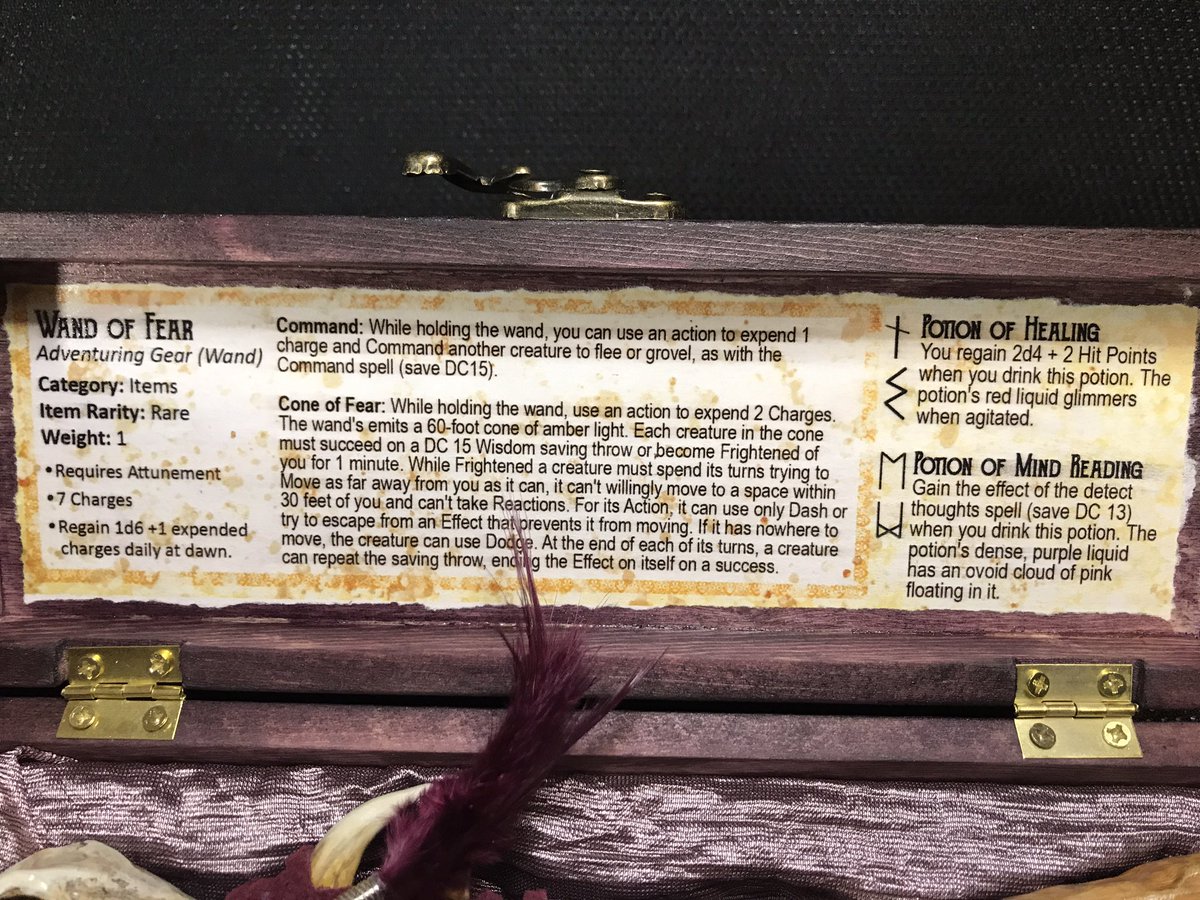 WAND OF FEAR
Adventuring Gear (Wand)
Category: Items
Item Rarity: Rare
Weight: 1
•Requires Attunement
•7 Charges
•Regain 1d6 +1 expended
charges daily at dawn.
Command: While holding the wand, you can use an action to expend 1
charge and Command another creature to flee or grovel, as with the
Command spell (save DC15).
Cone of Fear: While holding the wand, use an action to expend 2 Charges.
The wand's emits a 60-foot cone of amber light. Each creature in the cone
must succeed on a DC 15 Wisdom saving throw or become Frightened of
you for 1 minute. While Frightened a creature must spend its turns trying to
Move as far away from you as it can, it can't willingly move to a space within
30 feet of you and can't take Reactions. For its Action, it can use only Dash or
try to escape from an Effect that prevents it from moving. If it has nowhere to
move, the creature can use Dodge. At the end of each of its turns, a creature
can repeat the saving throw, ending the Effect on itself on a success.
POTION OF HEALING
You regain 2d4 + 2 Hit Points
when you drink this potion. The
potion's red liquid glimmers
when agitated.
POTION OF MIND READING
Gain the effect of the detect
thoughts spell (save DC 13)
when you drink this potion. The
potion's dense, purple liquid
has an ovoid cloud of pink
floating in it.